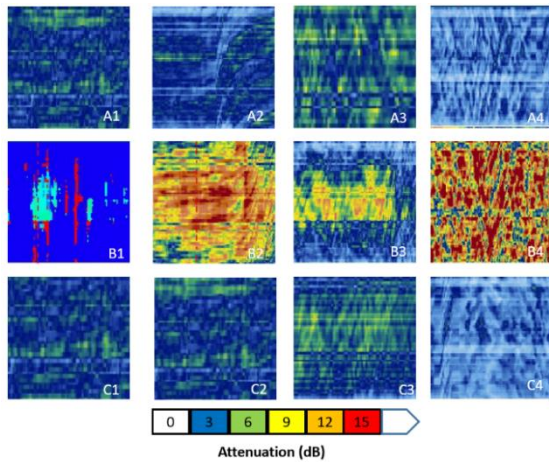 A1 A2 A3 A4
B1 B2 B3 B4
C1 C2 C3 C4
0 3 6 9 12 15
Attenuation (dB)